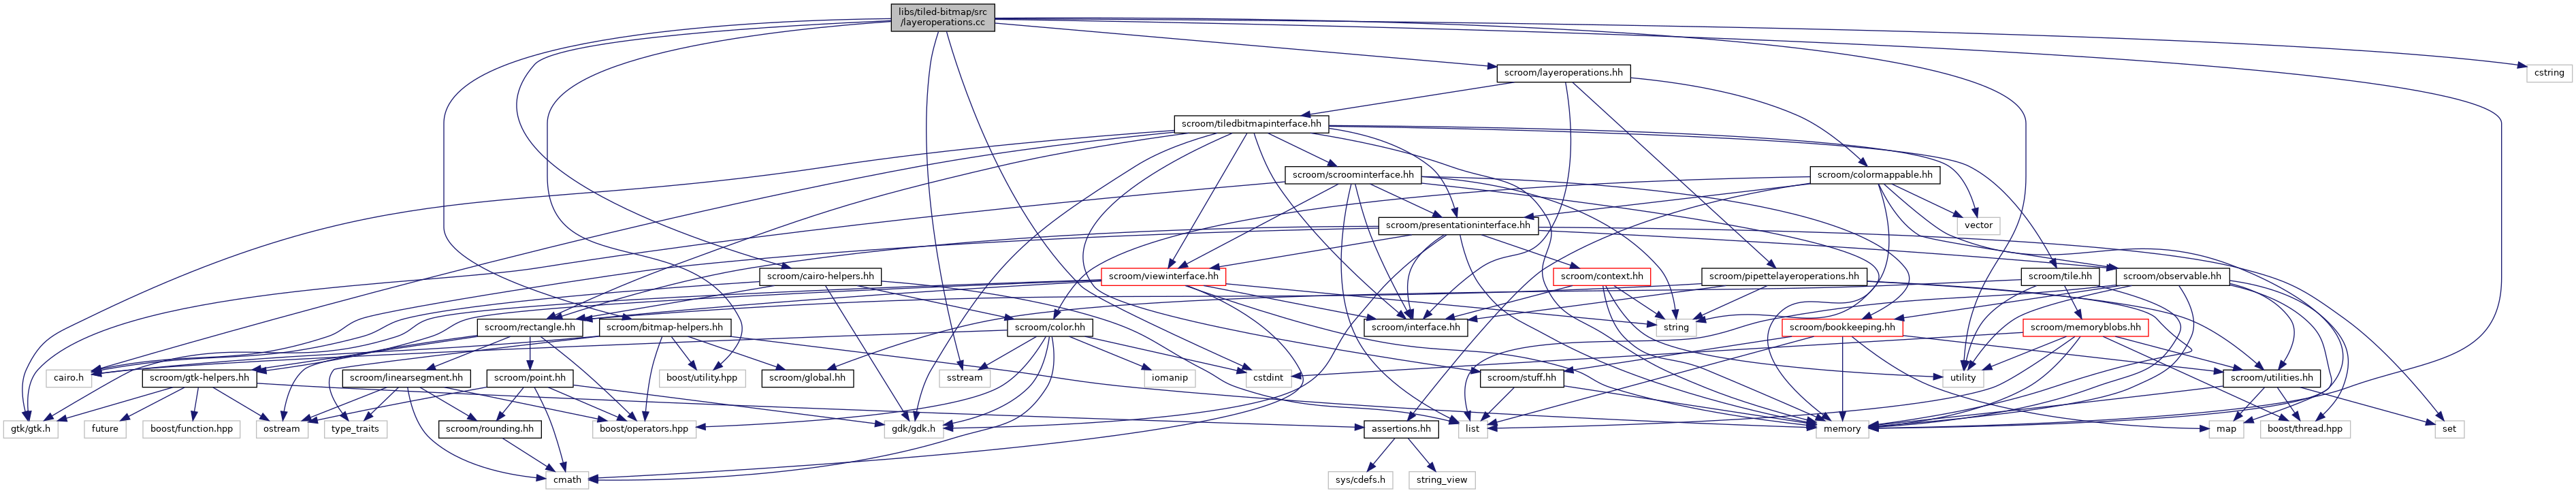 libs/tiled-bitmap/src
/layeroperations.cc
scroom/layeroperations.hh
cstring
scroom/tiledbitmapinterface.hh
scroom/scroominterface.hh
scroom/colormappable.hh
scroom/presentationinterface.hh
vector
scroom/cairo-helpers.hh
scroom/viewinterface.hh
scroom/context.hh
scroom/pipettelayeroperations.hh
scroom/tile.hh
scroom/observable.hh
scroom/rectangle.hh
scroom/bitmap-helpers.hh
scroom/color.hh
scroom/interface.hh
string
scroom/bookkeeping.hh
scroom/memoryblobs.hh
cairo.h
scroom/gtk-helpers.hh
scroom/linearsegment.hh
scroom/point.hh
boost/utility.hpp
scroom/global.hh
sstream
iomanip
cstdint
scroom/stuff.hh
utility
scroom/utilities.hh
gtk/gtk.h
future
boost/function.hpp
ostream
type_traits
scroom/rounding.hh
boost/operators.hpp
gdk/gdk.h
assertions.hh
list
memory
map
boost/thread.hpp
set
cmath
sys/cdefs.h
string_view